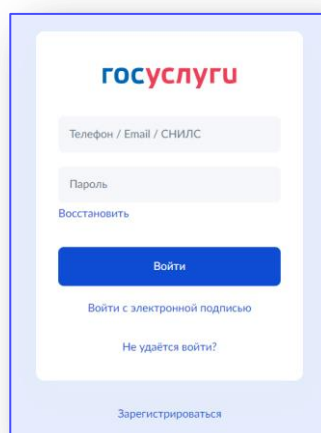 госуслуги
Телефон / Email / СНИЛС
Пароль
Восстановить
Войти
Войти с электронной подписью
Не удаётся войти?
Зарегистрироваться